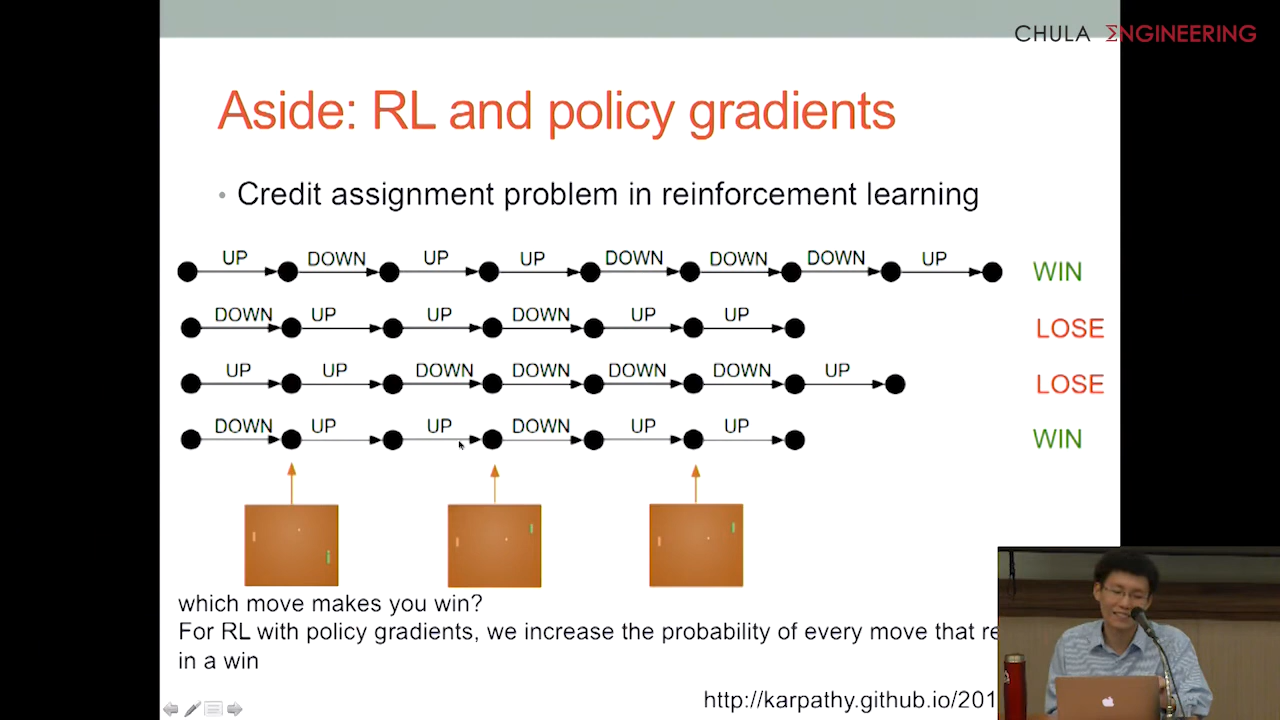 CHULA ΣNGINEERING
Aside: RL and policy gradients
• Credit assignment problem in reinforcement learning
UP DOWN UP UP DOWN DOWN DOWN UP WIN
DOWN UP UP DOWN UP UP LOSE
UP UP DOWN DOWN DOWN DOWN UP LOSE
DOWN UP UP DOWN UP UP WIN
which move makes you win?
For RL with policy gradients, we increase the probability of every move that re
in a win
http://karpathy.github.io/201